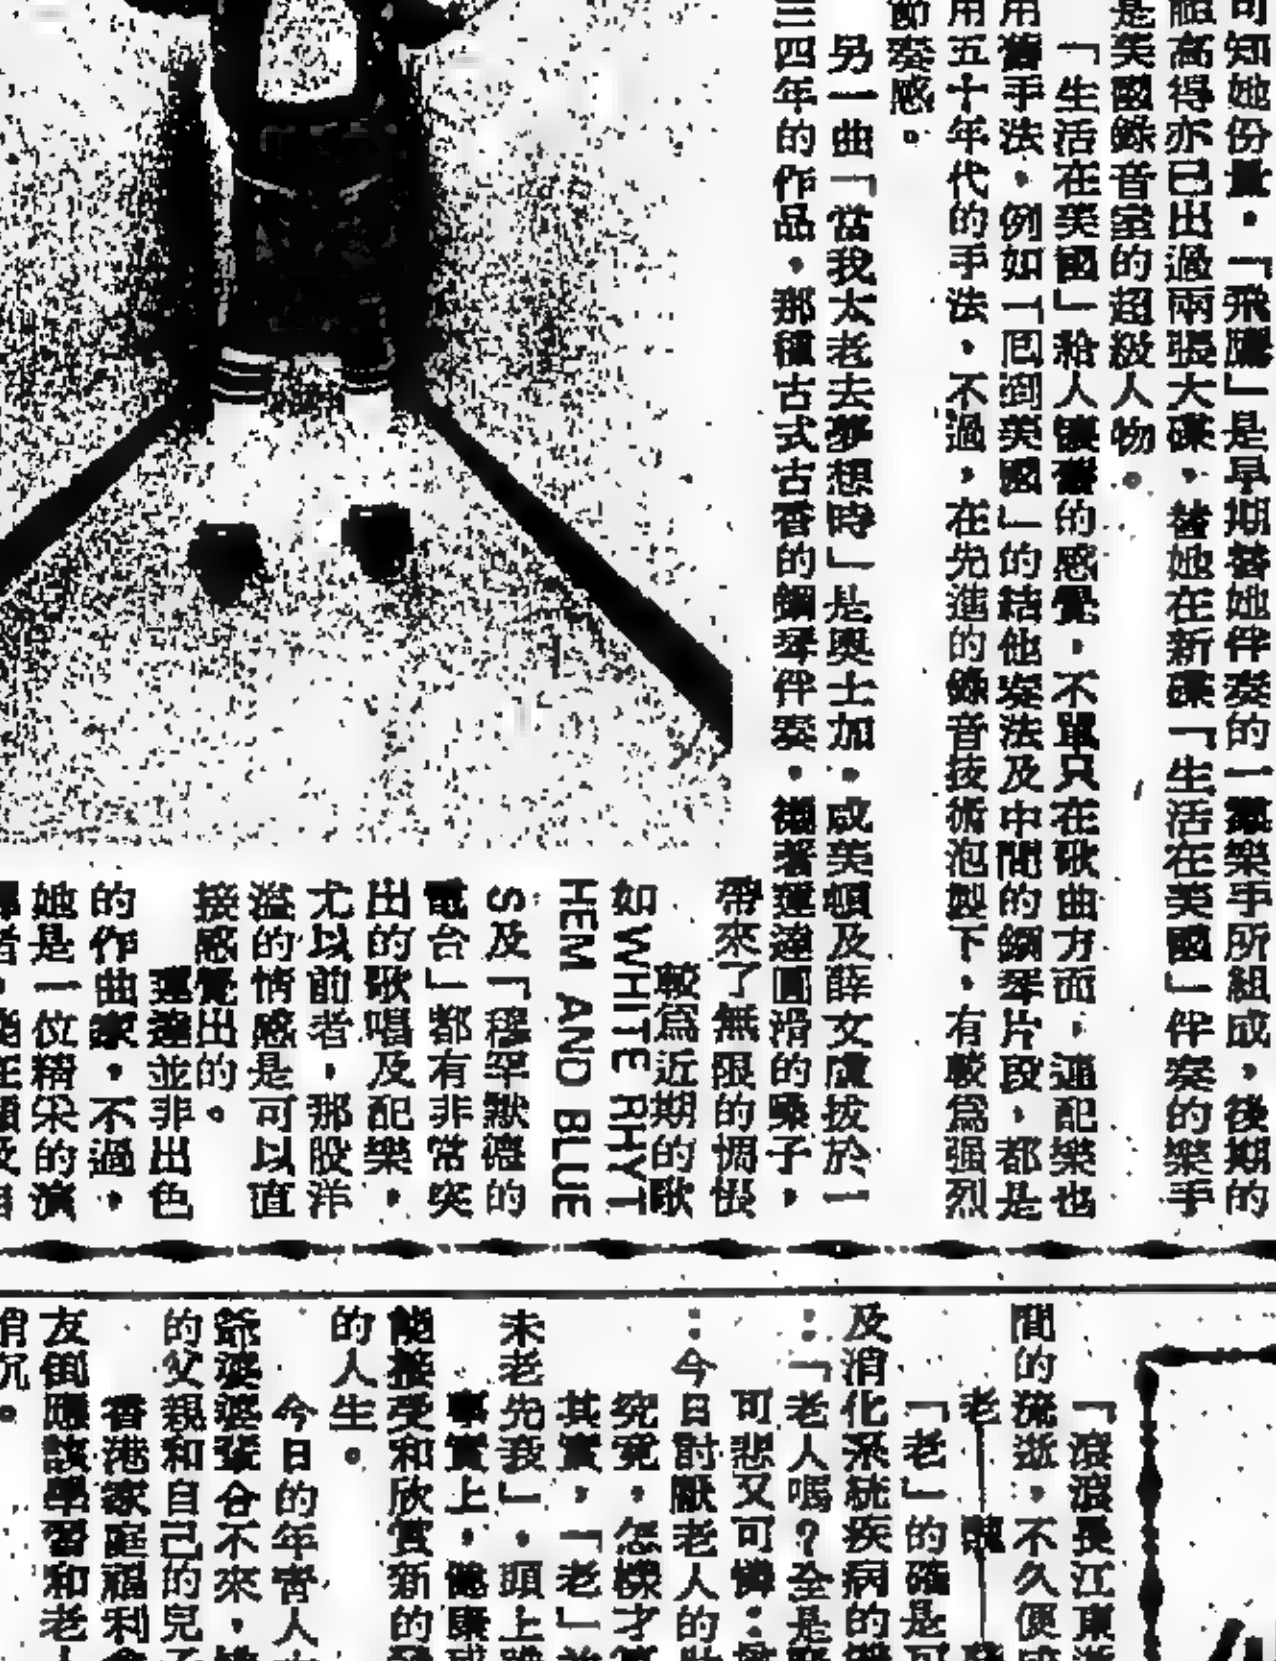 可知她份量。「飛鷹」是早期替她伴奏的一羣樂手所組成，後期的
高得亦已出過兩張大碟，替她在新碟「生活在美國」伴奏的樂手
是美國錄音室的超級人物。
「生活在美國」給人懷舊的感覺，不單只在歌曲方面，連配樂也
用舊手法，例如「回到美國」的結他奏法及中間的鋼琴片段，都是
用五十年代的手法，不過，在先進的錄音技術泡製下，有較為强烈
節奏感。
另一曲「當我太老去夢想時」是奧士加，咸美頓及薛文盧拔於一
三四年的作品，那種古式古香的鋼琴伴奏，襯著蓮達圓滑的嗓子，
帶來了無限的惆悵
較為近期的歌
如WHITE RHYT
HEM AND BLUE
S及「穆罕默德的
電台」都有非常突
出的歌唱及配樂，
尤以前者，那股洋
溢的情感是可以直
接感覺出的。
蓮達並非出色
的作曲家，不過，
她是一位精采的演
「滾滾長江東
間的流逝，不久便
老
「老」的確是可
及消化系統疾病的
：「老人嗎？全是
可悲又可憐：
：今日討厭老人的
究竟，怎樣才
其實，「老」
未老先衰」，頭上
事實上，健康
能接受和欣賞新的
的人生。
今日的年青人
爺婆婆輩合不來，
的父親和自己的兒子
香港家庭福利會
友個應該學習和老人
消沉。